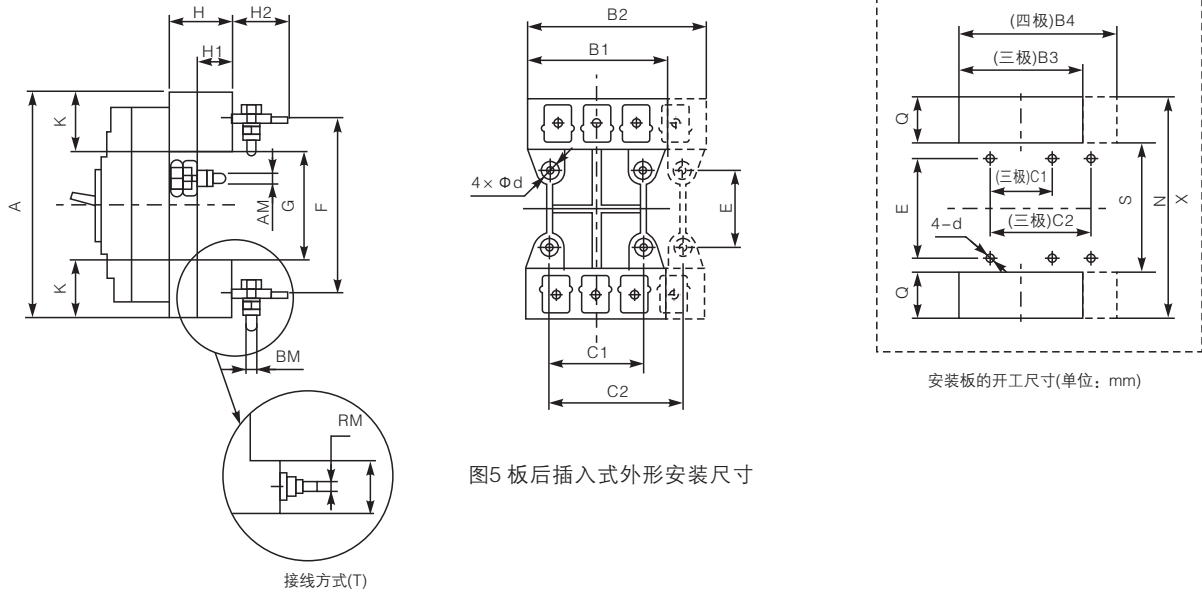 H
H2
H1
K
A
AM
G
F
K
BM
RM
接线方式(T)
B2
B1
4× Φd
E
C1
C2
图5 板后插入式外形安装尺寸
(四极)B4
(三极)B3
Q
(三极)C1
E
S
N
X
(三极)C2
4-d
Q
安装板的开工尺寸(单位：mm)